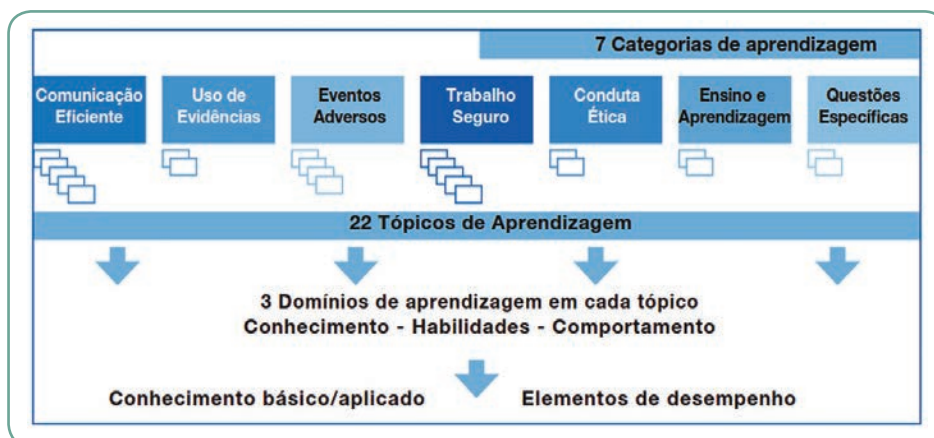 7 Categorias de aprendizagem
Comunicação
Eficiente
Uso de
Evidências
Eventos
Adversos
Trabalho
Seguro
Conduta
Ética
Ensino e
Aprendizagem
Questões
Específicas
22 Tópicos de Aprendizagem
3 Domínios de aprendizagem em cada tópico
Conhecimento - Habilidades - Comportamento
Conhecimento básico/aplicado
Elementos de desempenho